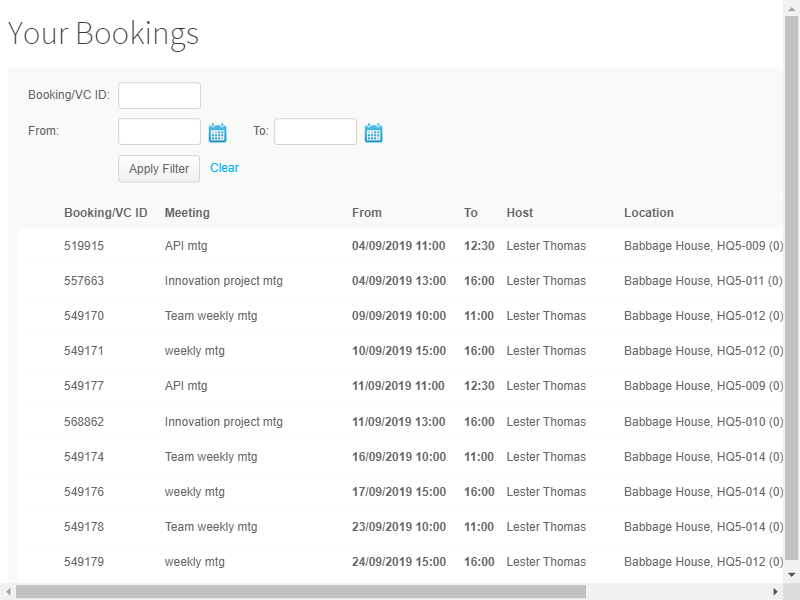 Your Bookings
Booking/VC ID:
From: To:
Apply Filter Clear
Booking/VC ID Meeting From To Host Location
519915 API mtg 04/09/2019 11:00 12:30 Lester Thomas Babbage House, HQ5-009 (0)
557663 Innovation project mtg 04/09/2019 13:00 16:00 Lester Thomas Babbage House, HQ5-011 (0)
549170 Team weekly mtg 09/09/2019 10:00 11:00 Lester Thomas Babbage House, HQ5-012 (0)
549171 weekly mtg 10/09/2019 15:00 16:00 Lester Thomas Babbage House, HQ5-012 (0)
549177 API mtg 11/09/2019 11:00 12:30 Lester Thomas Babbage House, HQ5-009 (0)
568862 Innovation project mtg 11/09/2019 13:00 16:00 Lester Thomas Babbage House, HQ5-010 (0)
549174 Team weekly mtg 16/09/2019 10:00 11:00 Lester Thomas Babbage House, HQ5-014 (0)
549176 weekly mtg 17/09/2019 15:00 16:00 Lester Thomas Babbage House, HQ5-014 (0)
549178 Team weekly mtg 23/09/2019 10:00 11:00 Lester Thomas Babbage House, HQ5-014 (0)
549179 weekly mtg 24/09/2019 15:00 16:00 Lester Thomas Babbage House, HQ5-012 (0)